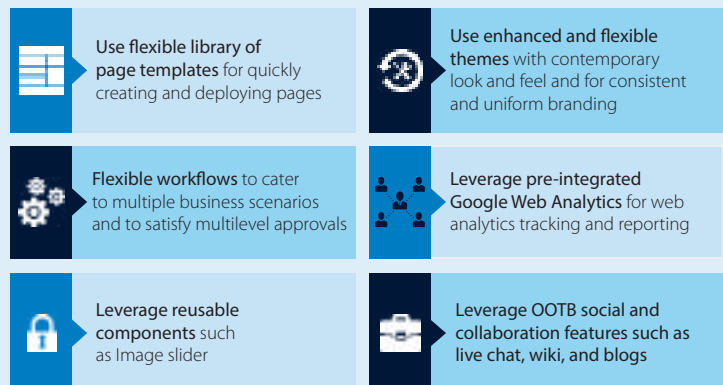 Use flexible library of
page templates for quickly
creating and deploying pages
Use enhanced and flexible
themes with contemporary
look and feel and for consistent
and uniform branding
Flexible workflows to cater
to multiple business scenarios
and to satisfy multilevel approvals
Leverage pre-integrated
Google Web Analytics for web
analytics tracking and reporting
Leverage reusable
components such
as Image slider
Leverage OOTB social and
collaboration features such as
live chat, wiki, and blogs